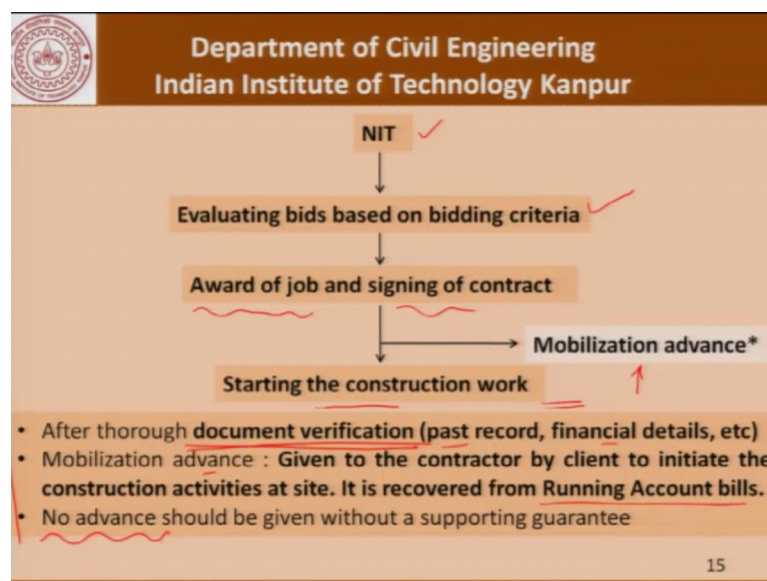 Department of Civil Engineering
Indian Institute of Technology Kanpur
NIT
Evaluating bids based on bidding criteria
Award of job and signing of contract
Mobilization advance*
Starting the construction work
• After thorough document verification (past record, financial details, etc)
• Mobilization advance : Given to the contractor by client to initiate the
construction activities at site. It is recovered from Running Account bills.
• No advance should be given without a supporting guarantee
15